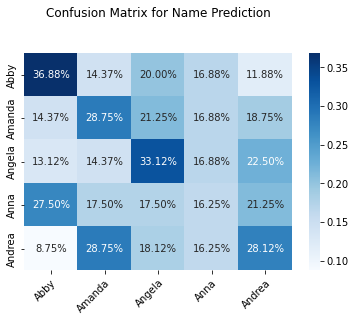 Confusion Matrix for Name Prediction
Abby 36.88% 14.37% 20.00% 16.88% 11.88%
Amanda 14.37% 28.75% 21.25% 16.88% 18.75%
Angela 13.12% 14.37% 33.12% 16.88% 22.50%
Anna 27.50% 17.50% 17.50% 16.25% 21.25%
Andrea 8.75% 28.75% 18.12% 16.25% 28.12%
Abby Amanda Angela Anna Andrea
0.35
0.30
0.25
0.20
0.15
0.10